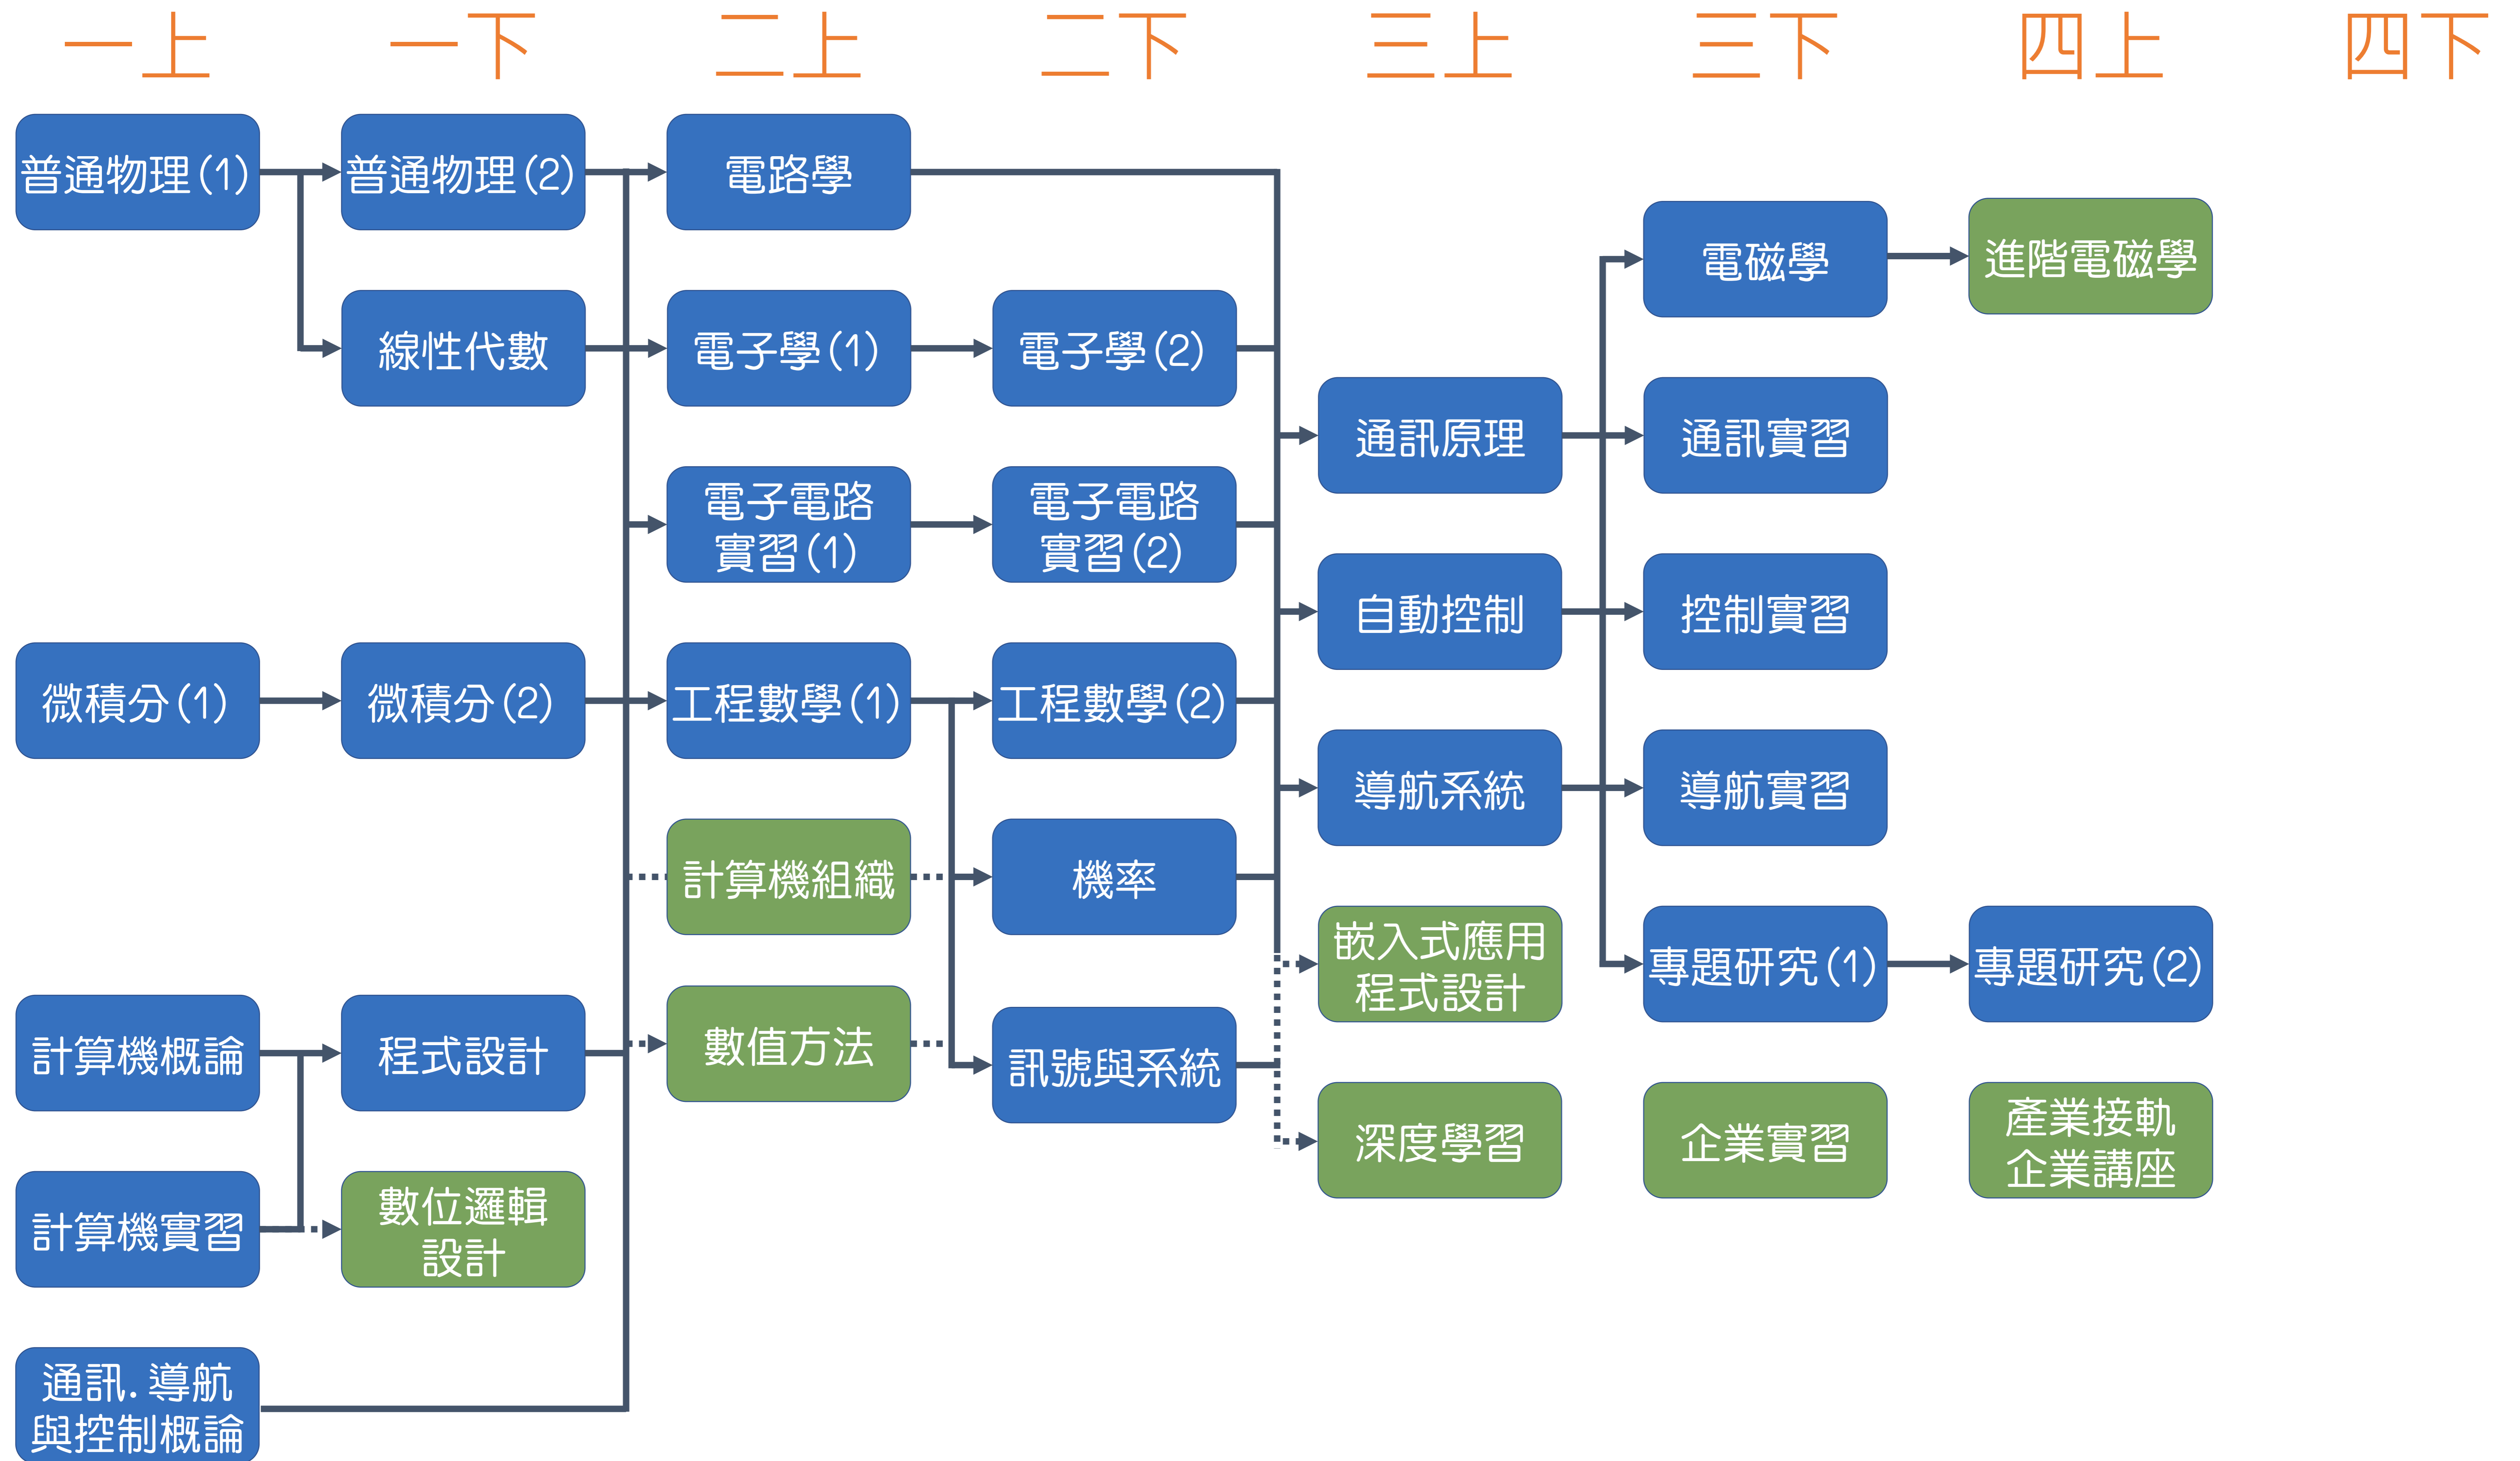 一上
一下
二上
二下
三上
三下
四上
四下
普通物理(1)
普通物理(2)
電路學
電磁學
進階電磁學
線性代數
電子學(1)
電子學(2)
通訊原理
通訊實習
電子電路
實習(1)
電子電路
實習(2)
自動控制
控制實習
微積分(1)
微積分(2)
工程數學(1)
工程數學(2)
導航系統
導航實習
計算機組織
機率
嵌入式應用
程式設計
專題研究(1)
專題研究(2)
計算機概論
程式設計
數值方法
訊號與系統
深度學習
企業實習
產業接軌
企業講座
計算機實習
數位邏輯
設計
通訊.導航
與控制概論